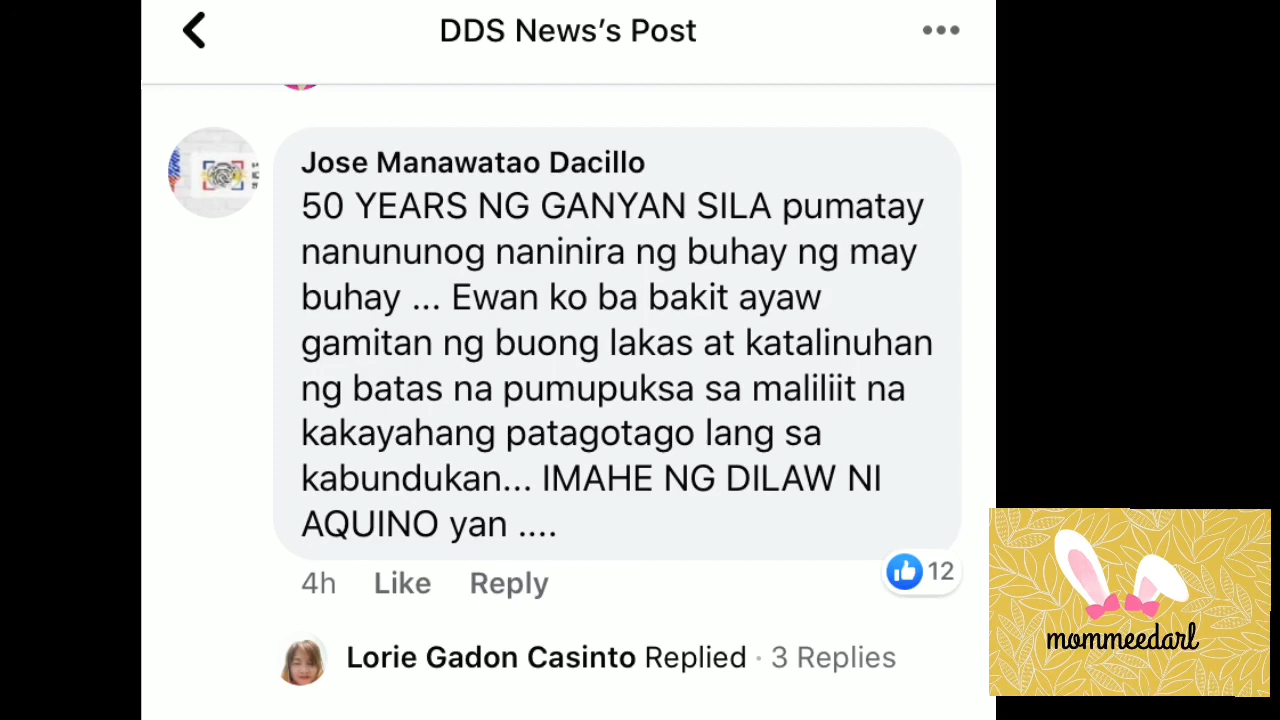 DDS News's Post
Jose Manawatao Dacillo
50 YEARS NG GANYAN SILA pumatay
nanununog naninira ng buhay ng may
buhay ... Ewan ko ba bakit ayaw
gamitan ng buong lakas at katalinuhan
ng batas na pumupuksa sa maliliit na
kakayahang patagotago lang sa
kabundukan... IMAHE NG DILAW NI
AQUINO yan ....
12
4h Like Reply
Lorie Gadon Casinto Replied · 3 Replies
mommeedarl